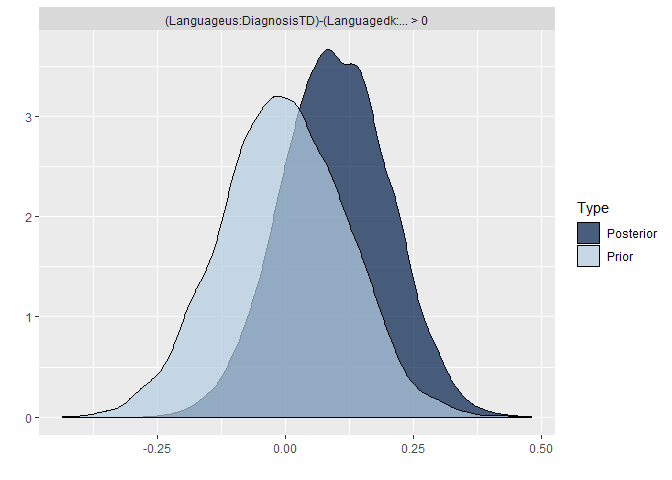 (Languageus:DiagnosisTD)-(Languagedk:... > 0
3
2
1
0
-0.25
0.00
0.25
0.50
Type
Posterior
Prior